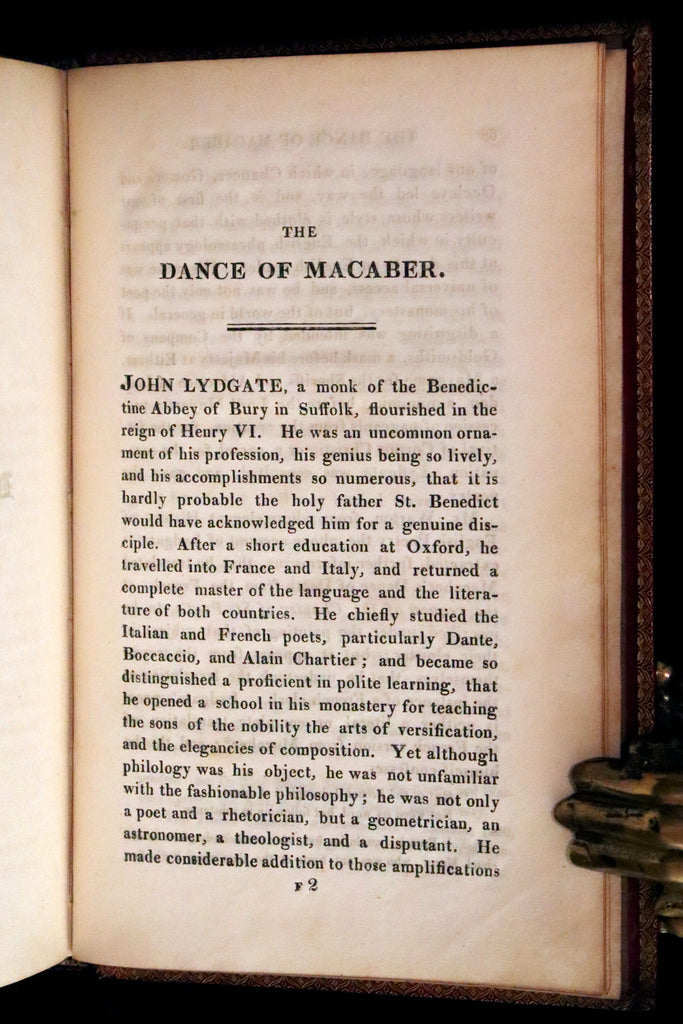 THE
DANCE OF MACABER.
JOHN LYDGATE, a monk of the Benedic-
tine Abbey of Bury in Suffolk, flourished in the
reign of Henry VI. He was an uncommon orna-
ment of his profession, his genius being so lively,
and his accomplishments so numerous, that it is
hardly probable the holy father St. Benedict
would have acknowledged him for a genuine dis-
ciple. After a short education at Oxford, he
travelled into France and Italy, and returned a
complete master of the language and the litera-
ture of both countries. He chiefly studied the
Italian and French poets, particularly Dante,
Boccaccio, and Alain Chartier; and became so
distinguished a proficient in polite learning, that
he opened a school in his monastery for teaching
the sons of the nobility the arts of versification,
and the elegancies of composition. Yet although
philology was his object, he was not unfamiliar
with the fashionable philosophy; he was not only
a poet and a rhetorician, but a geometrician, an
astronomer, a theologist, and a disputant. He
made considerable addition to those amplifications
F 2